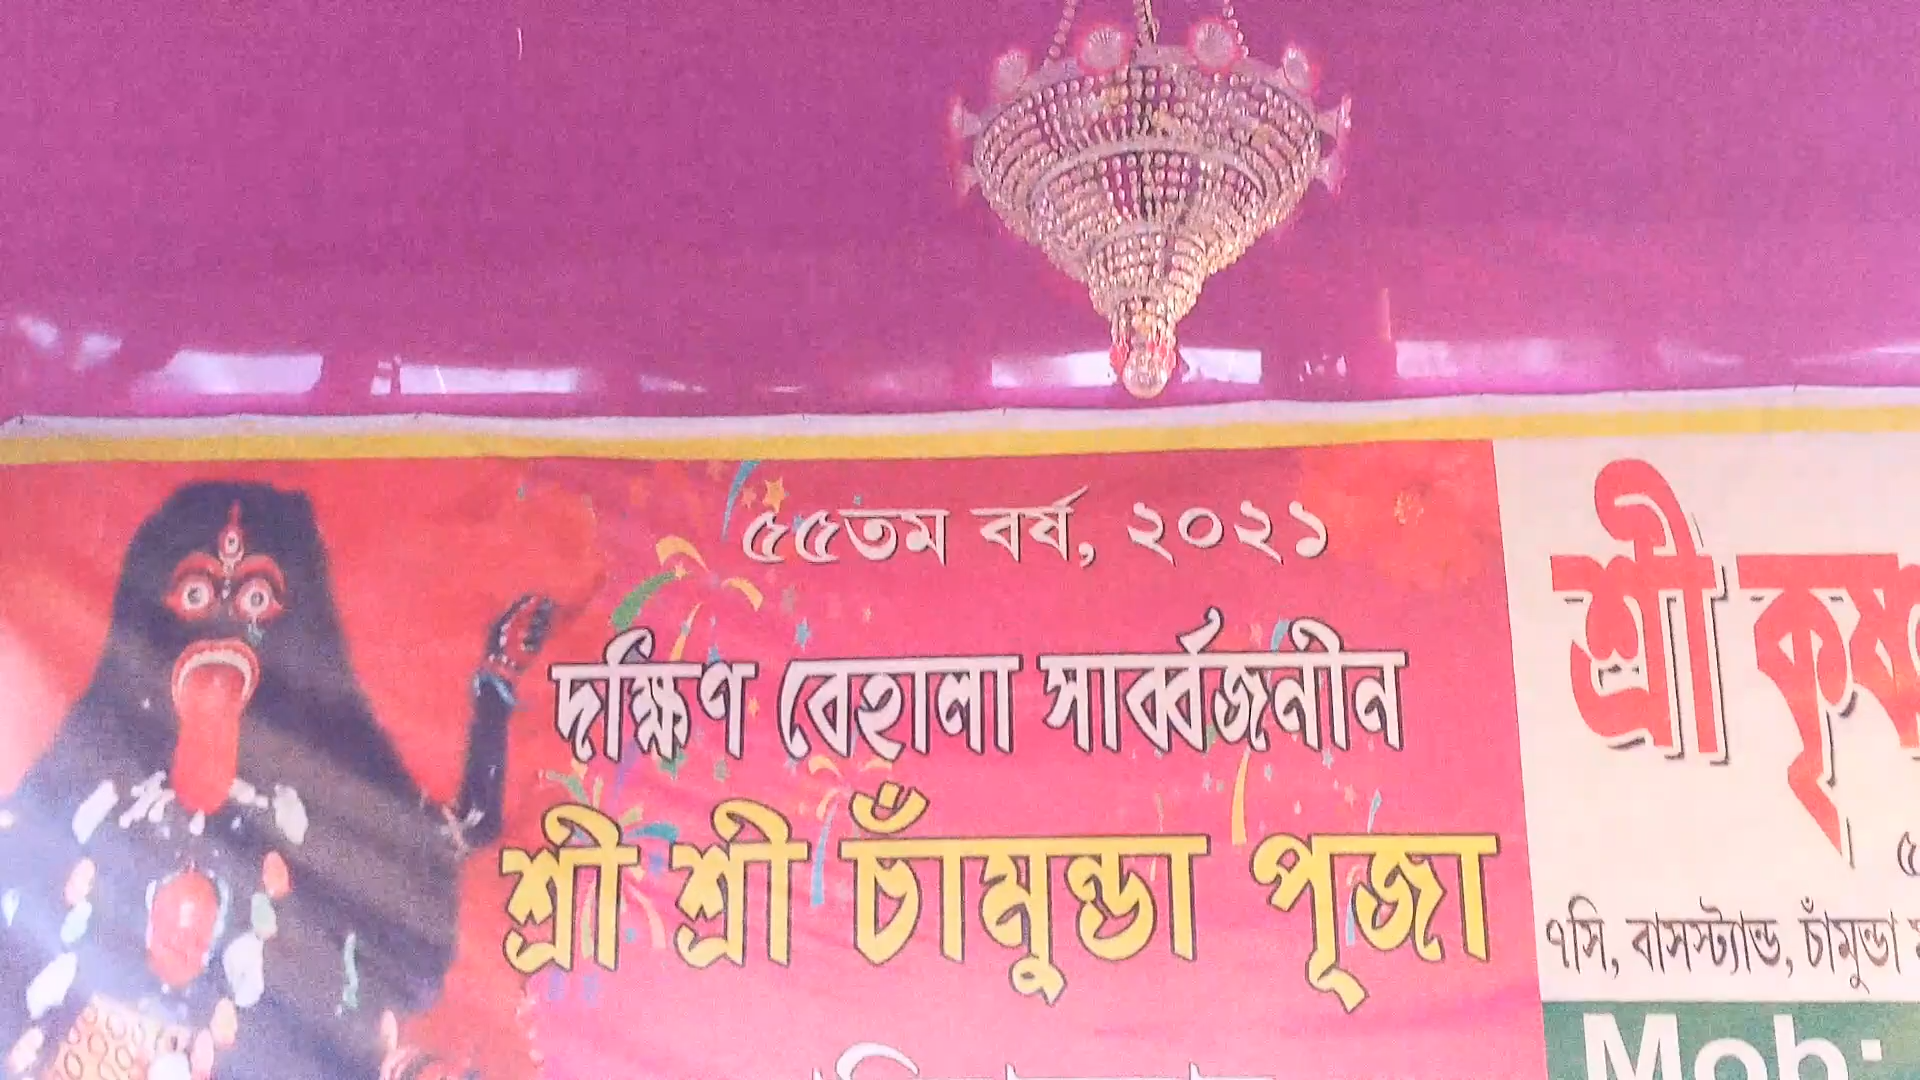 ৫৫তম বর্ষ, ২০২১
দক্ষিণ বেহালা সার্ব্বজনীন
শ্রী শ্রী চাঁমুন্ডা পূজা
শ্রী
৭সি, বাসস্ট্যান্ড, চাঁমুন্ডা
Mob: